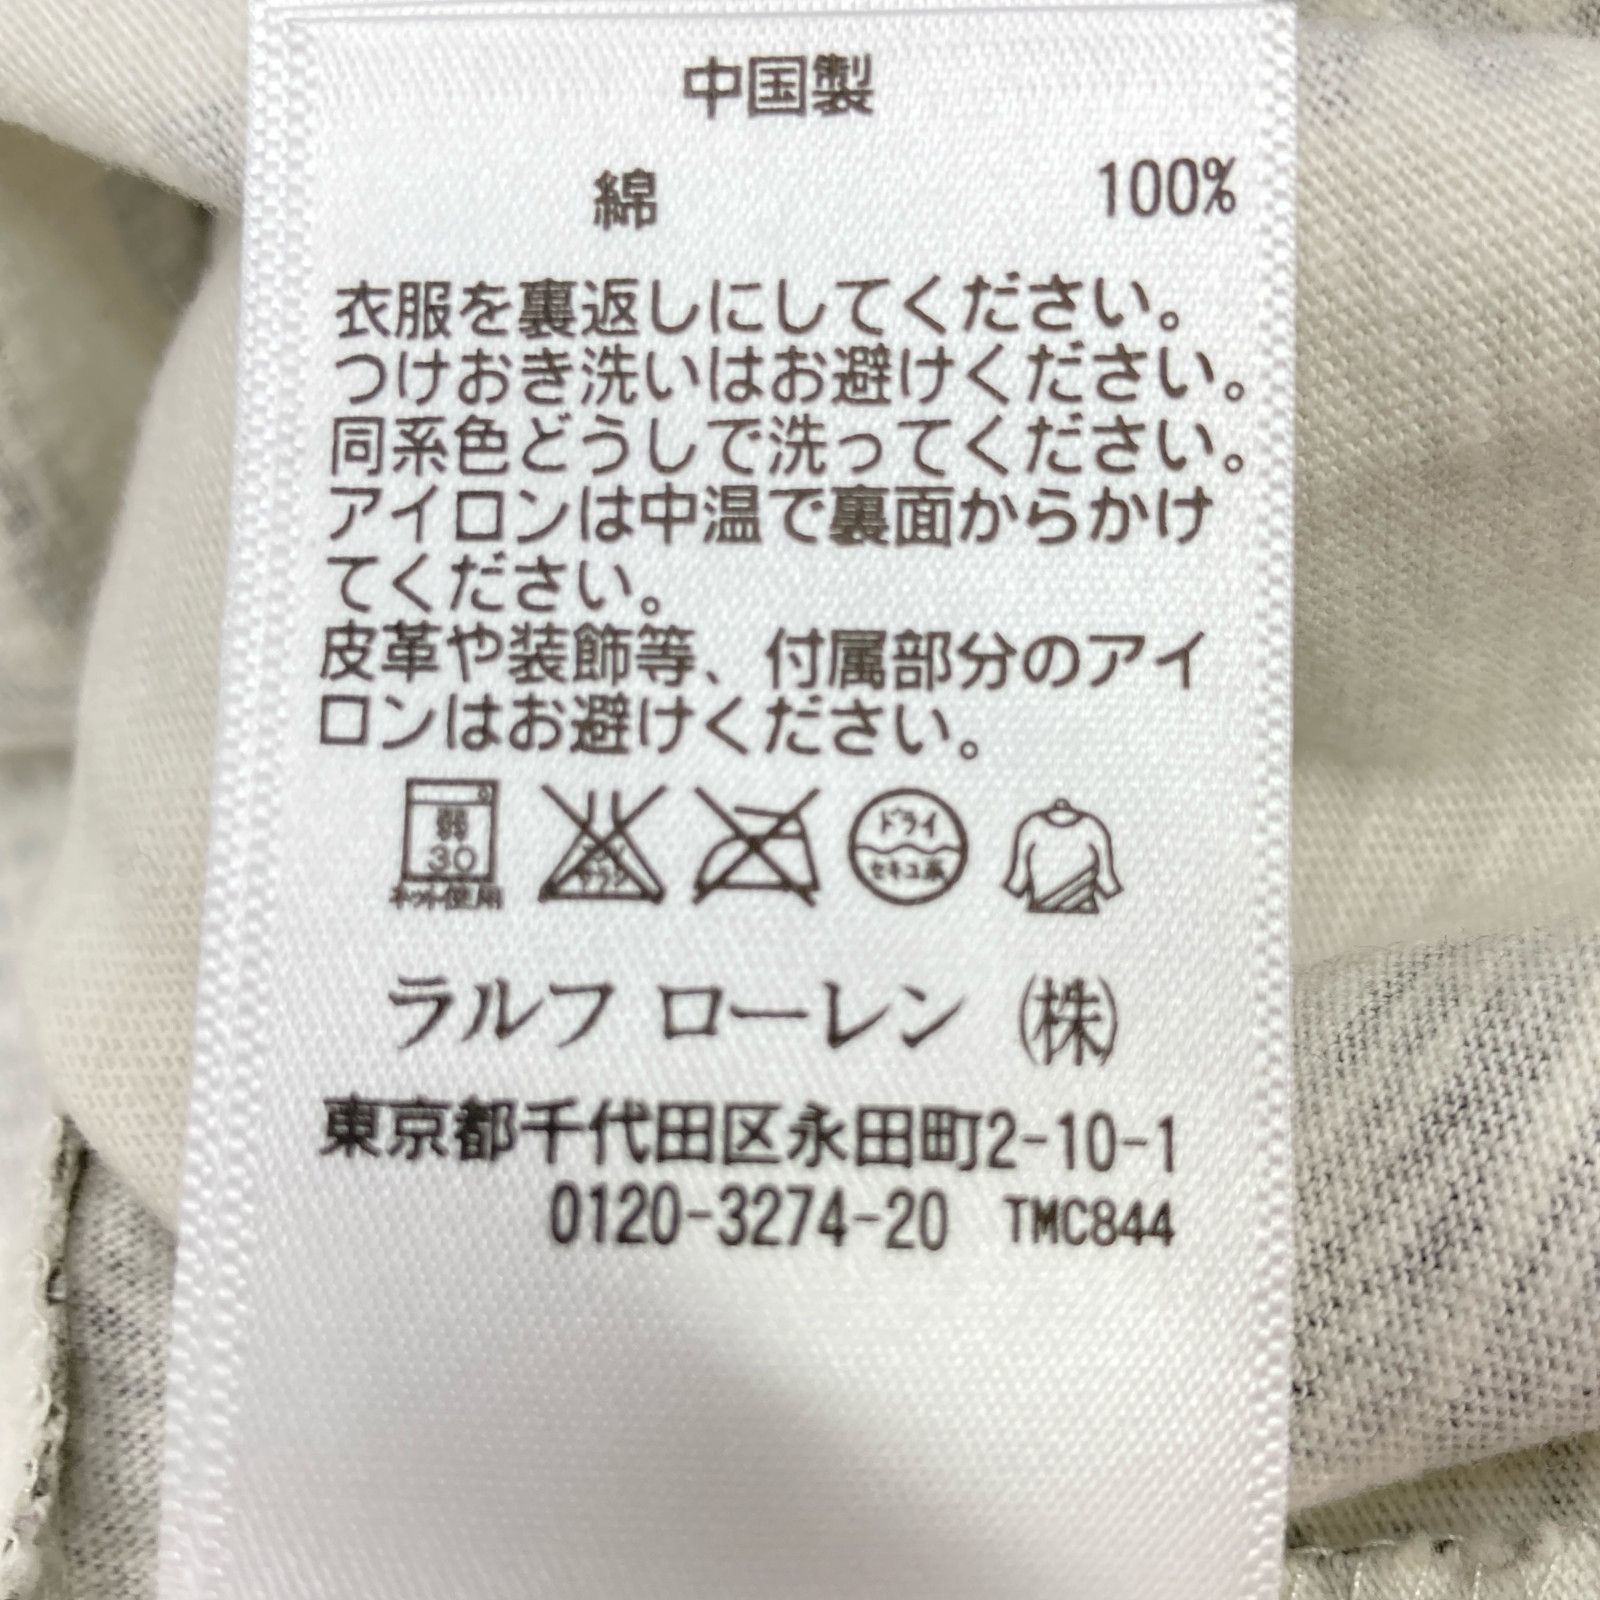 中国製
綿 100%
衣服を裏返しにしてください。
つけおき洗いはお避けください。
同系色どうしで洗ってください。
アイロンは中温で裏面からかけ
てください。
皮革や装飾等、付属部分のアイ
ロンはお避けください。
弱
30
ネット使用
エンソ
サラシ
ドライ
セキユ系
ラルフ ローレン (株)
東京都千代田区永田町2-10-1
0120-3274-20 TMC844